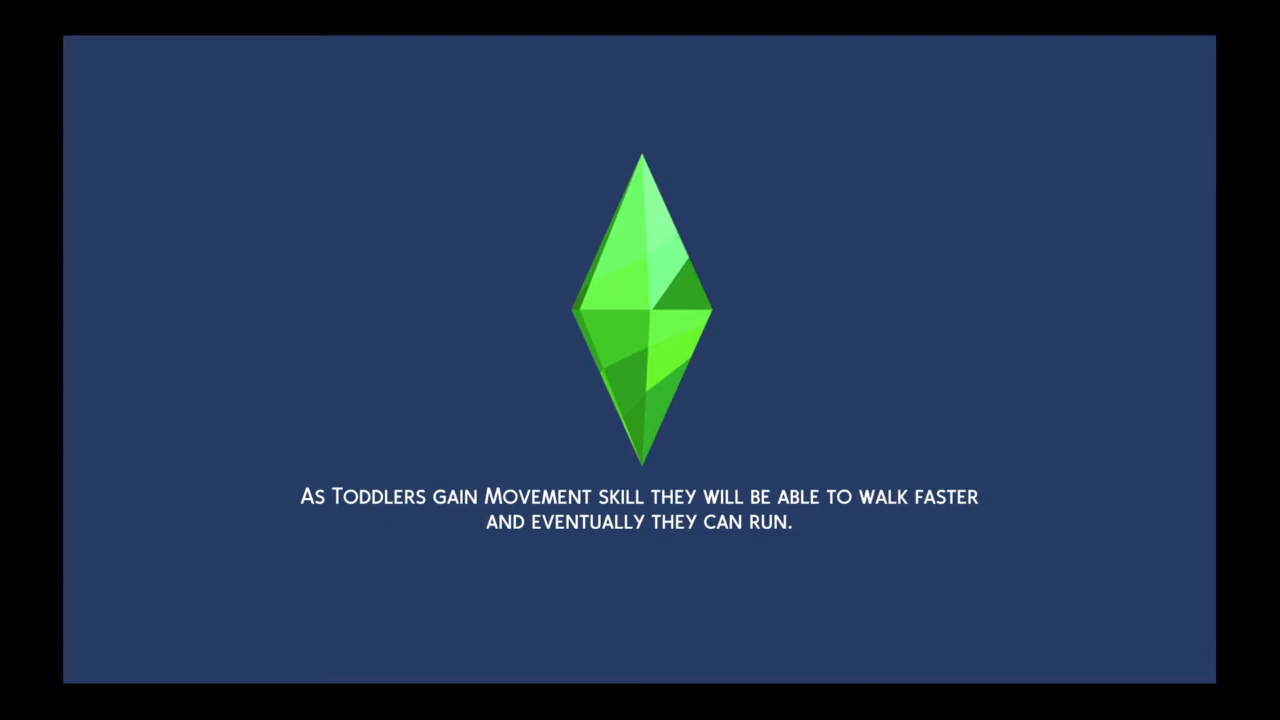 As Toddlers gain Movement skill they will be able to walk faster
and eventually they can run.